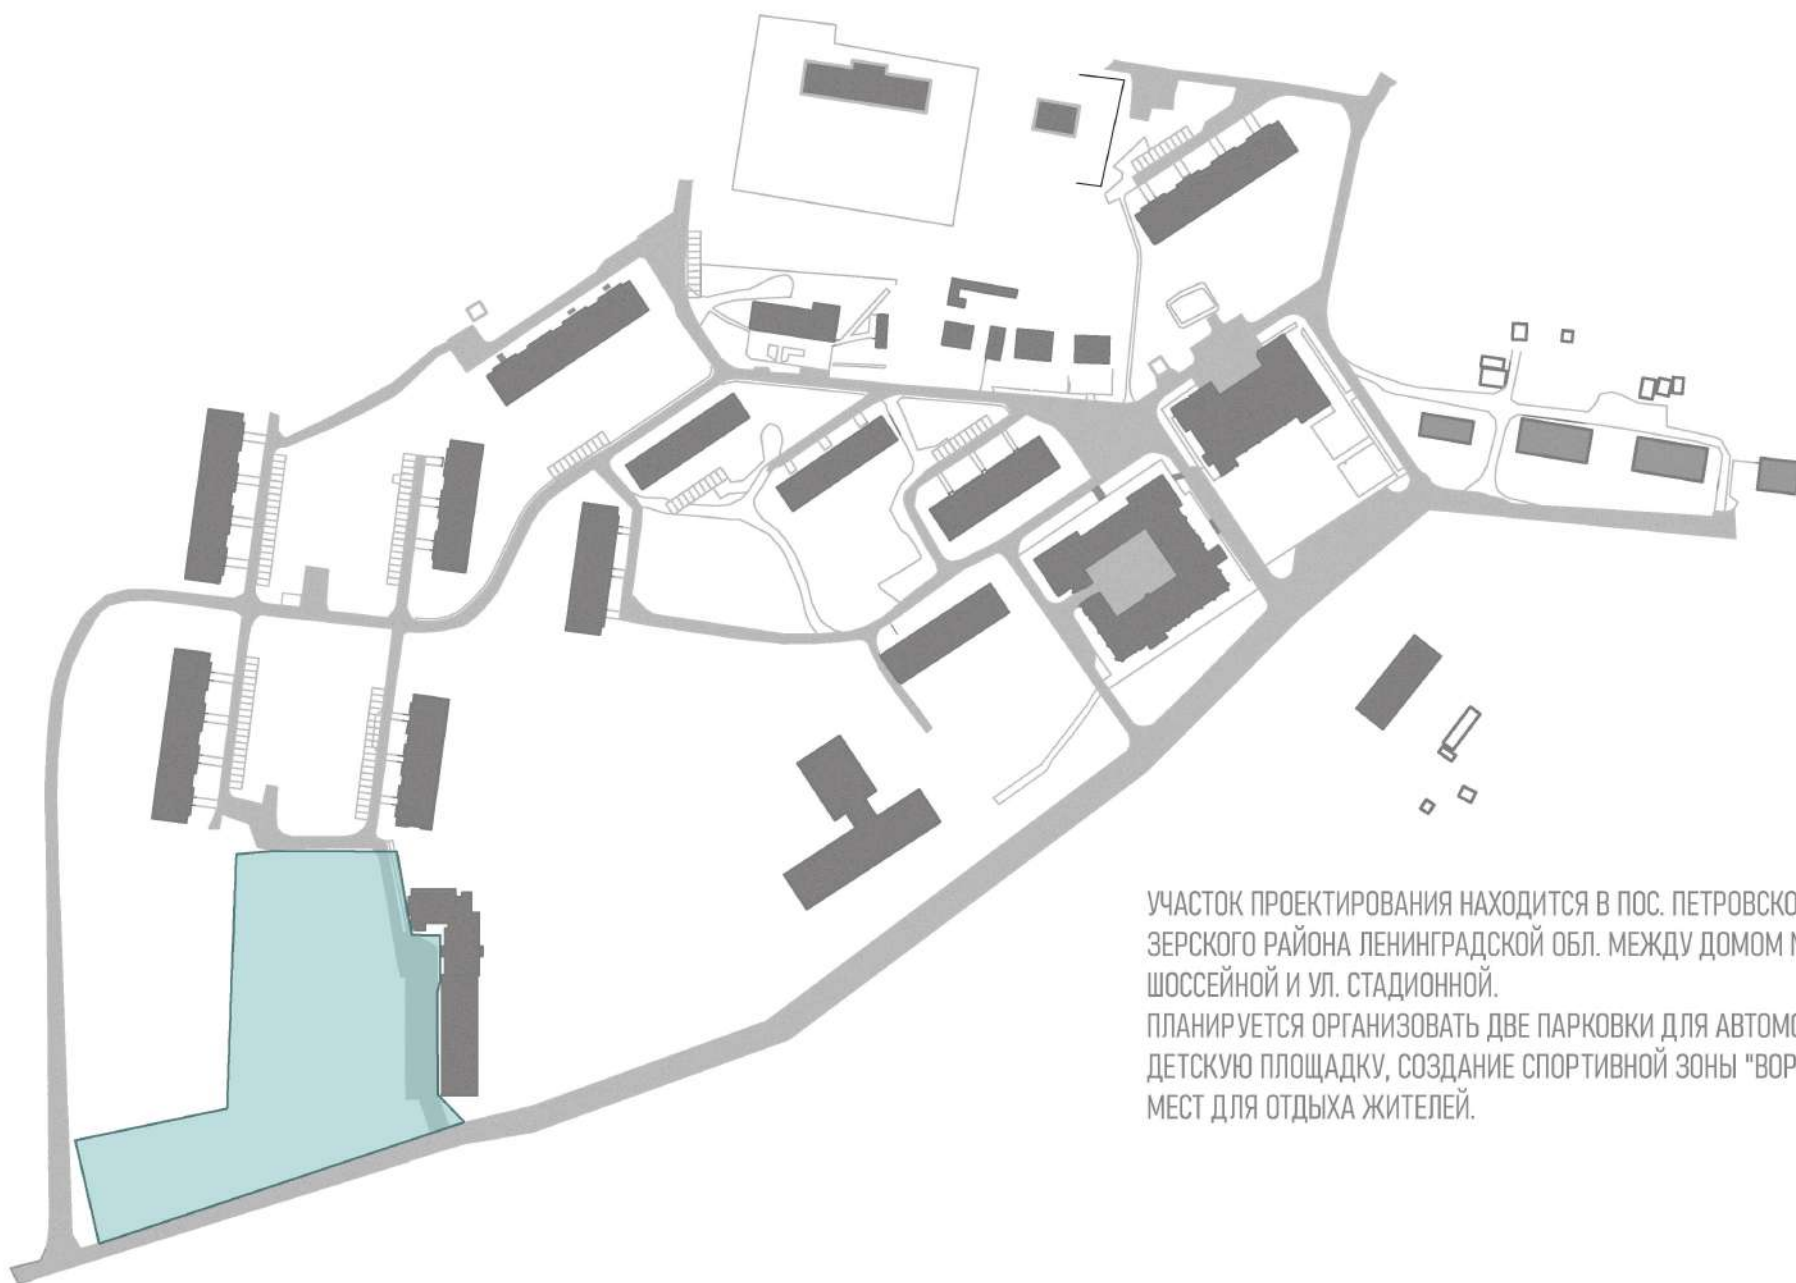 УЧАСТОК ПРОЕКТИРОВАНИЯ НАХОДИТСЯ В ПОС. ПЕТРОВСКО
ЗЕРСКОГО РАЙОНА ЛЕНИНГРАДСКОЙ ОБЛ. МЕЖДУ ДОМОМ
ШОССЕЙНОЙ И УЛ. СТАДИОННОЙ.
ПЛАНИРУЕТСЯ ОРГАНИЗОВАТЬ ДВЕ ПАРКОВКИ ДЛЯ АВТОМО
ДЕТСКУЮ ПЛОЩАДКУ, СОЗДАНИЕ СПОРТИВНОЙ ЗОНЫ "ВОР
МЕСТ ДЛЯ ОТДЫХА ЖИТЕЛЕЙ.